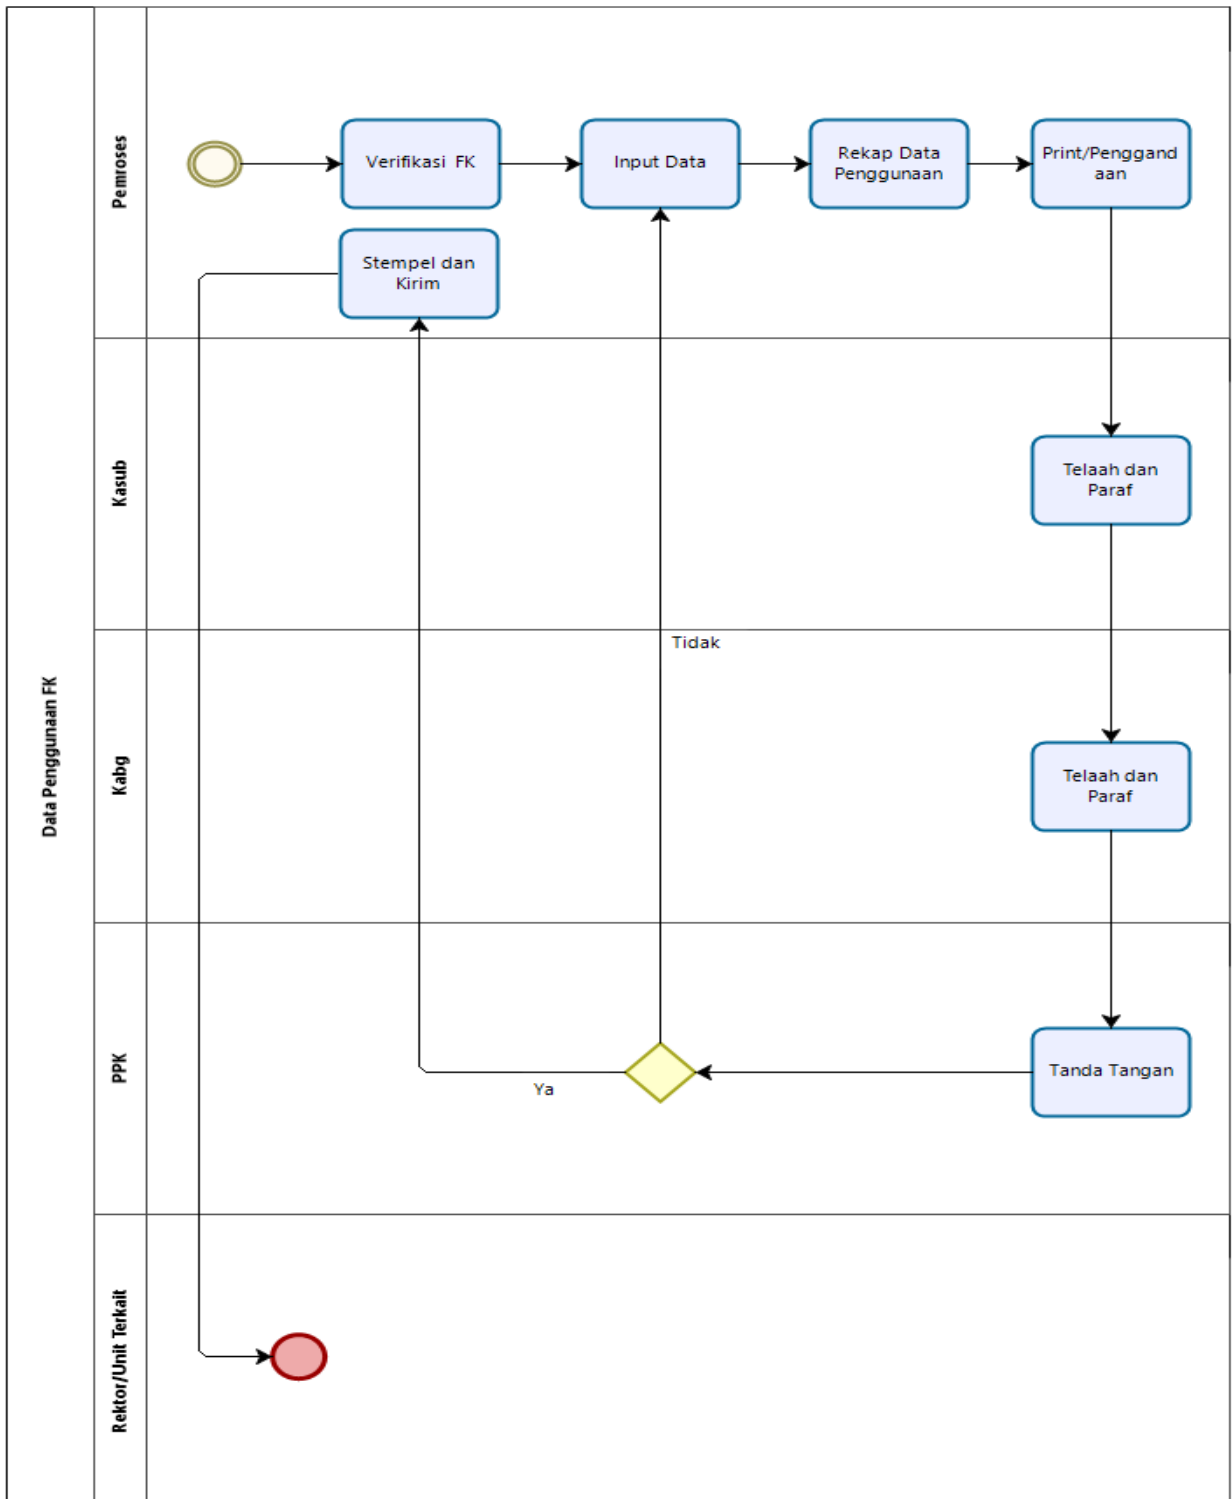 Data Penggunaan FK
Pemroses
Verifikasi FK
Input Data
Rekap Data
Penggunaan
Print/Penggand
aan
Stempel dan
Kirim
Kasub
Telaah dan
Paraf
Tidak
Kabg
Telaah dan
Paraf
PPK
Tanda Tangan
Ya
Rektor/Unit Terkait